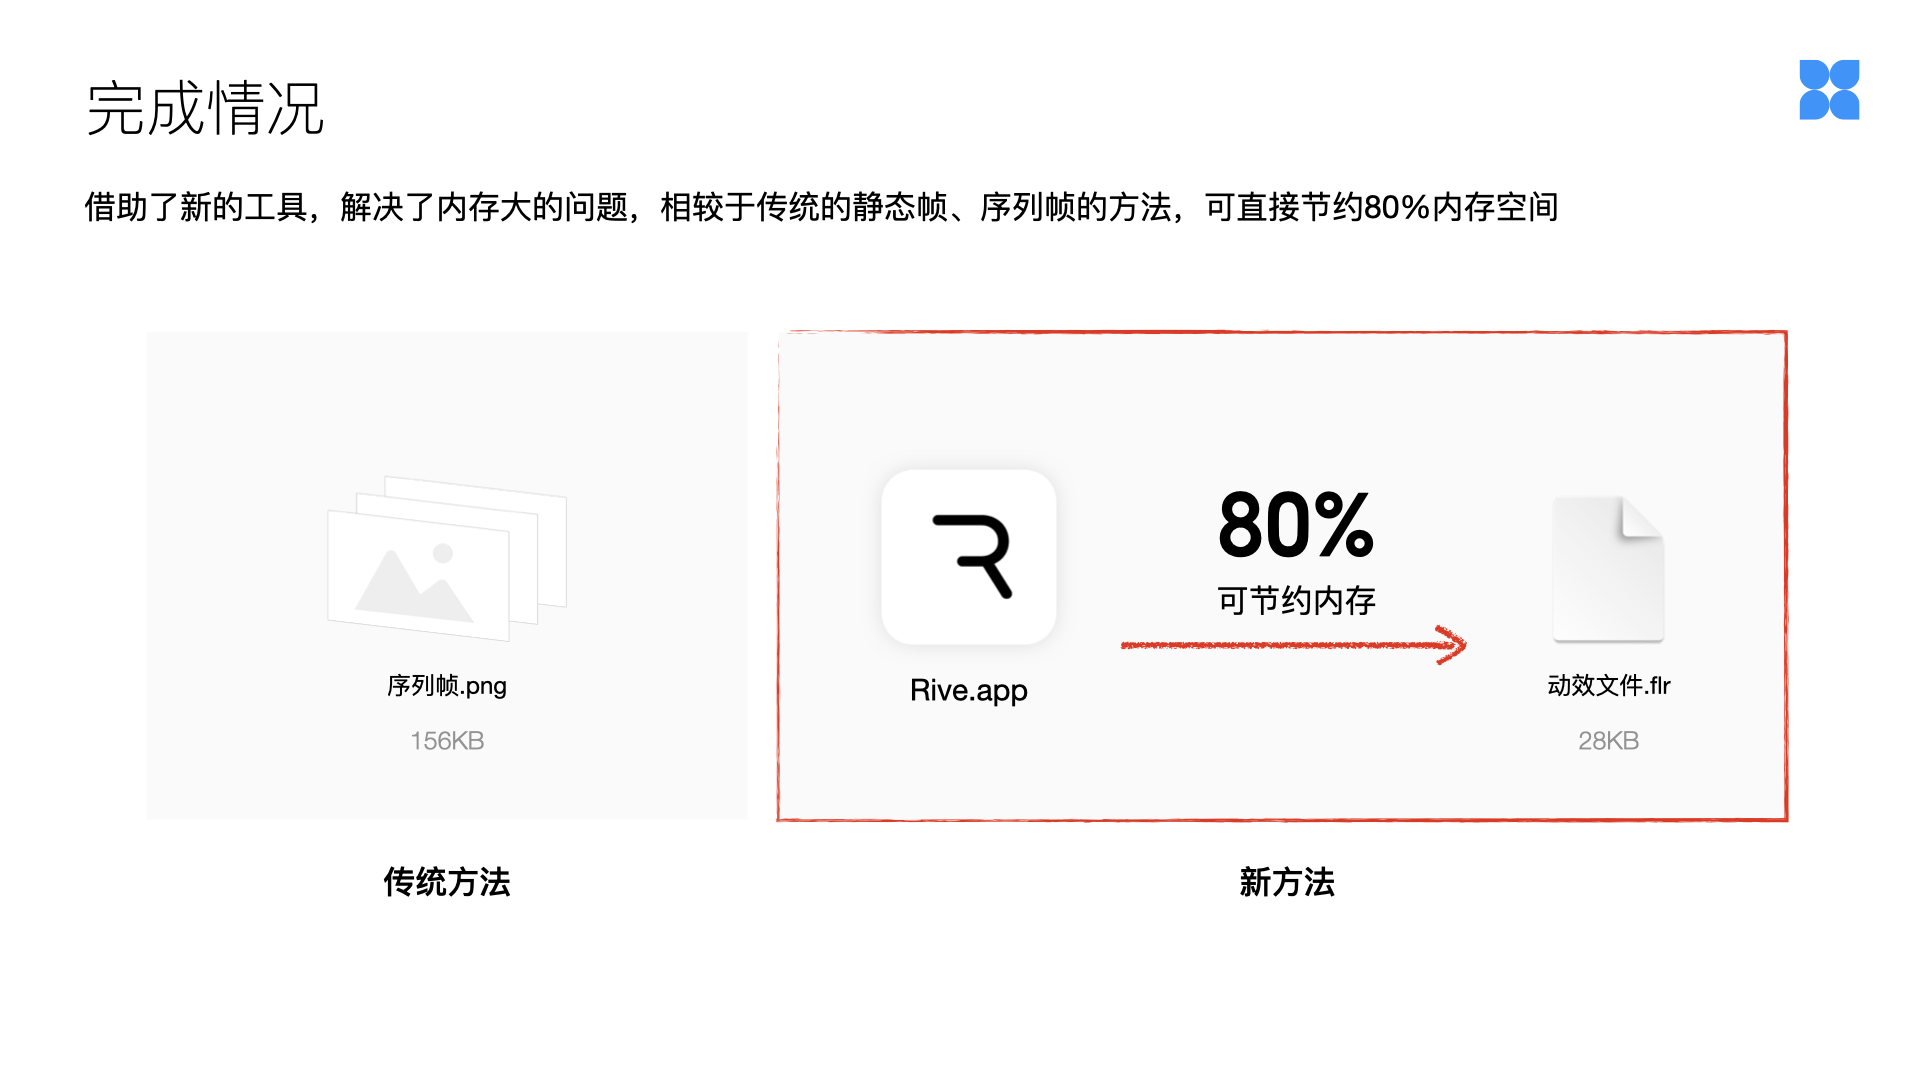 完成情况
借助了新的工具，解决了内存大的问题，相较于传统的静态帧、序列帧的方法，可直接节约80%内存空间
序列帧.png
156KB
传统方法
Rive.app
80%
可节约内存
动效文件.flr
28KB
新方法